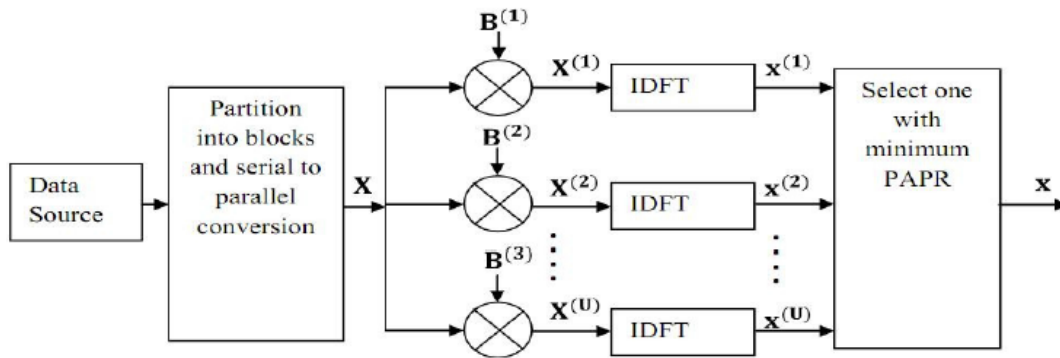 Data
Source
Partition
into blocks
and serial to
parallel
conversion
X
B(1)
X(1)
IDFT
x(1)
B(2)
X(2)
IDFT
x(2)
B(3)
X(U)
IDFT
x(U)
Select one
with
minimum
PAPR
x